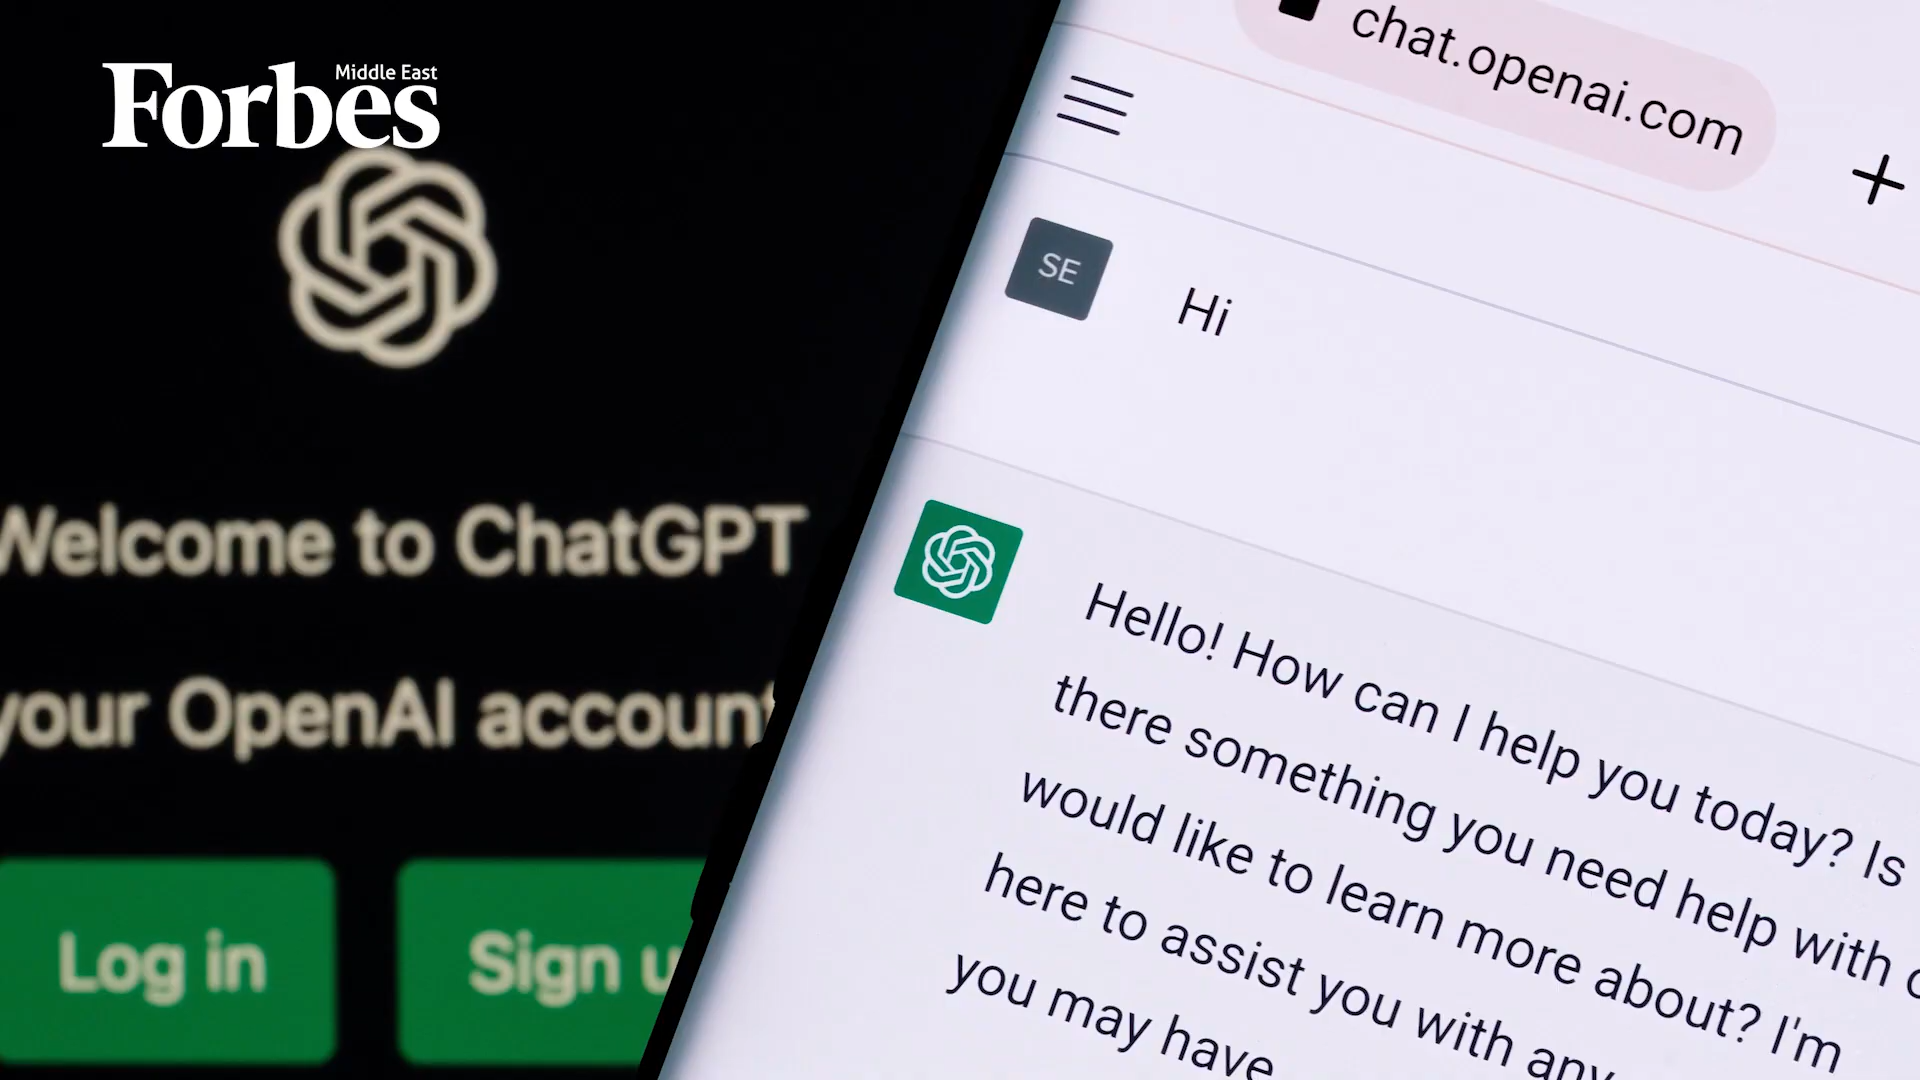 Forbes
Middle East
Welcome to ChatGPT
your OpenAI account
Log in
Sign u
chat.openai.com
SE
Hi
Hello! How can I help you today? Is
there something you need help with o
would like to learn more about? I'm
here to assist you with any
you may have